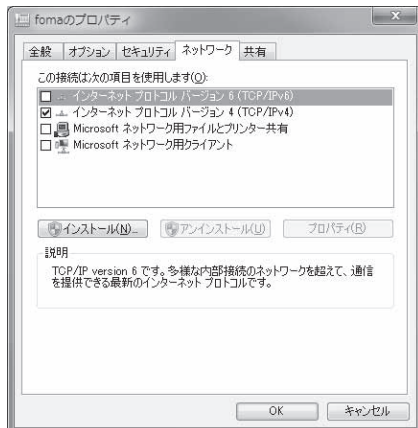 fomaのプロパティ
全般 オプション セキュリティ ネットワーク 共有
この接続は次の項目を使用します(O):
インターネット プロトコル バージョン 6 (TCP/IPv6)
インターネット プロトコル バージョン 4 (TCP/IPv4)
Microsoft ネットワーク用ファイルとプリンター共有
Microsoft ネットワーク用クライアント
インストール(N)... アンインストール(U) プロパティ(R)
説明
TCP/IP version 6 です。多様な内部接続のネットワークを超えて、通信
を提供できる最新のインターネット プロトコルです。
OK キャンセル